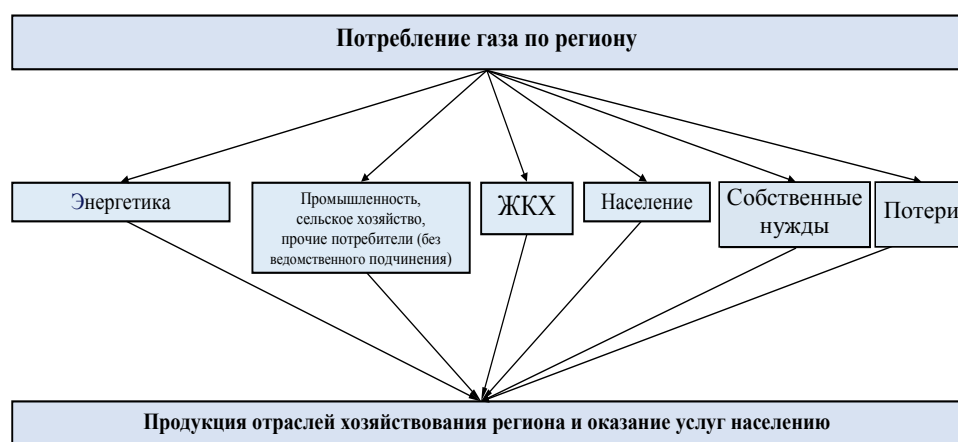 Потребление газа по региону
Энергетика
Промышленность,
сельское хозяйство,
прочие потребители (без
ведомственного подчинения)
ЖКХ
Население
Собственные
нужды
Потери
Продукция отраслей хозяйствования региона и оказание услуг населению